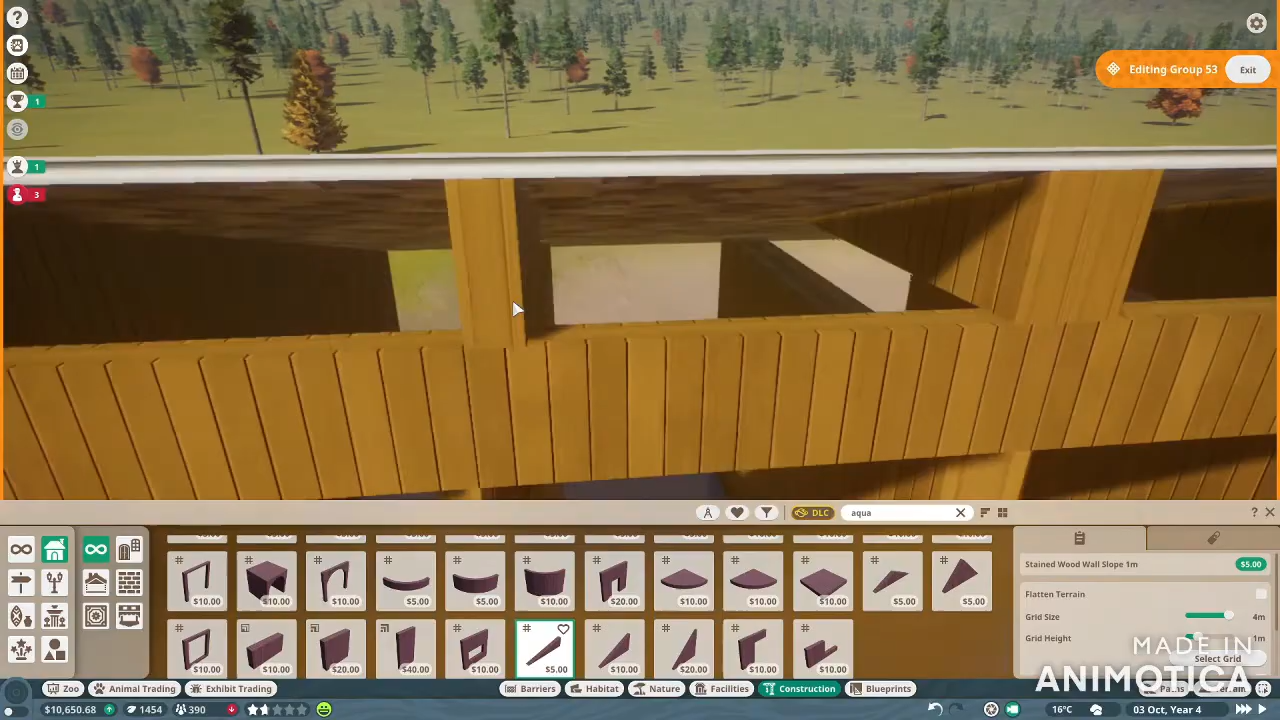 Editing Group 53 Exit
1
1
3
DLC aqua
$10.00 $10.00 $10.00 $5.00 $5.00 $10.00 $20.00 $10.00 $10.00 $10.00 $5.00 $5.00
$10.00 $10.00 $20.00 $40.00 $10.00 $5.00 $10.00 $20.00 $10.00 $10.00
Stained Wood Wall Slope 1m $5.00
Flatten Terrain
Grid Size 4m
Grid Height 1m
Select Grid
MADE IN
ANIMOTICA
Zoo Animal Trading Exhibit Trading Barriers Habitat Nature Facilities Construction Blueprints Paths
$10,650.68 1454 390 16°C 03 Oct, Year 4